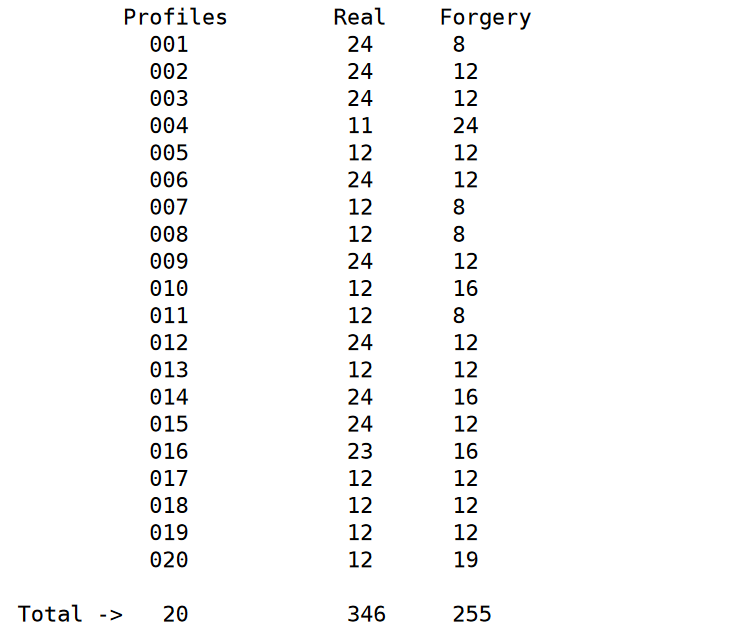 Profiles Real Forgery
001 24 8
002 24 12
003 24 12
004 11 24
005 12 12
006 24 12
007 12 8
008 12 8
009 24 12
010 12 16
011 12 8
012 24 12
013 12 12
014 24 16
015 24 12
016 23 16
017 12 12
018 12 12
019 12 12
020 12 19
Total -> 20 346 255